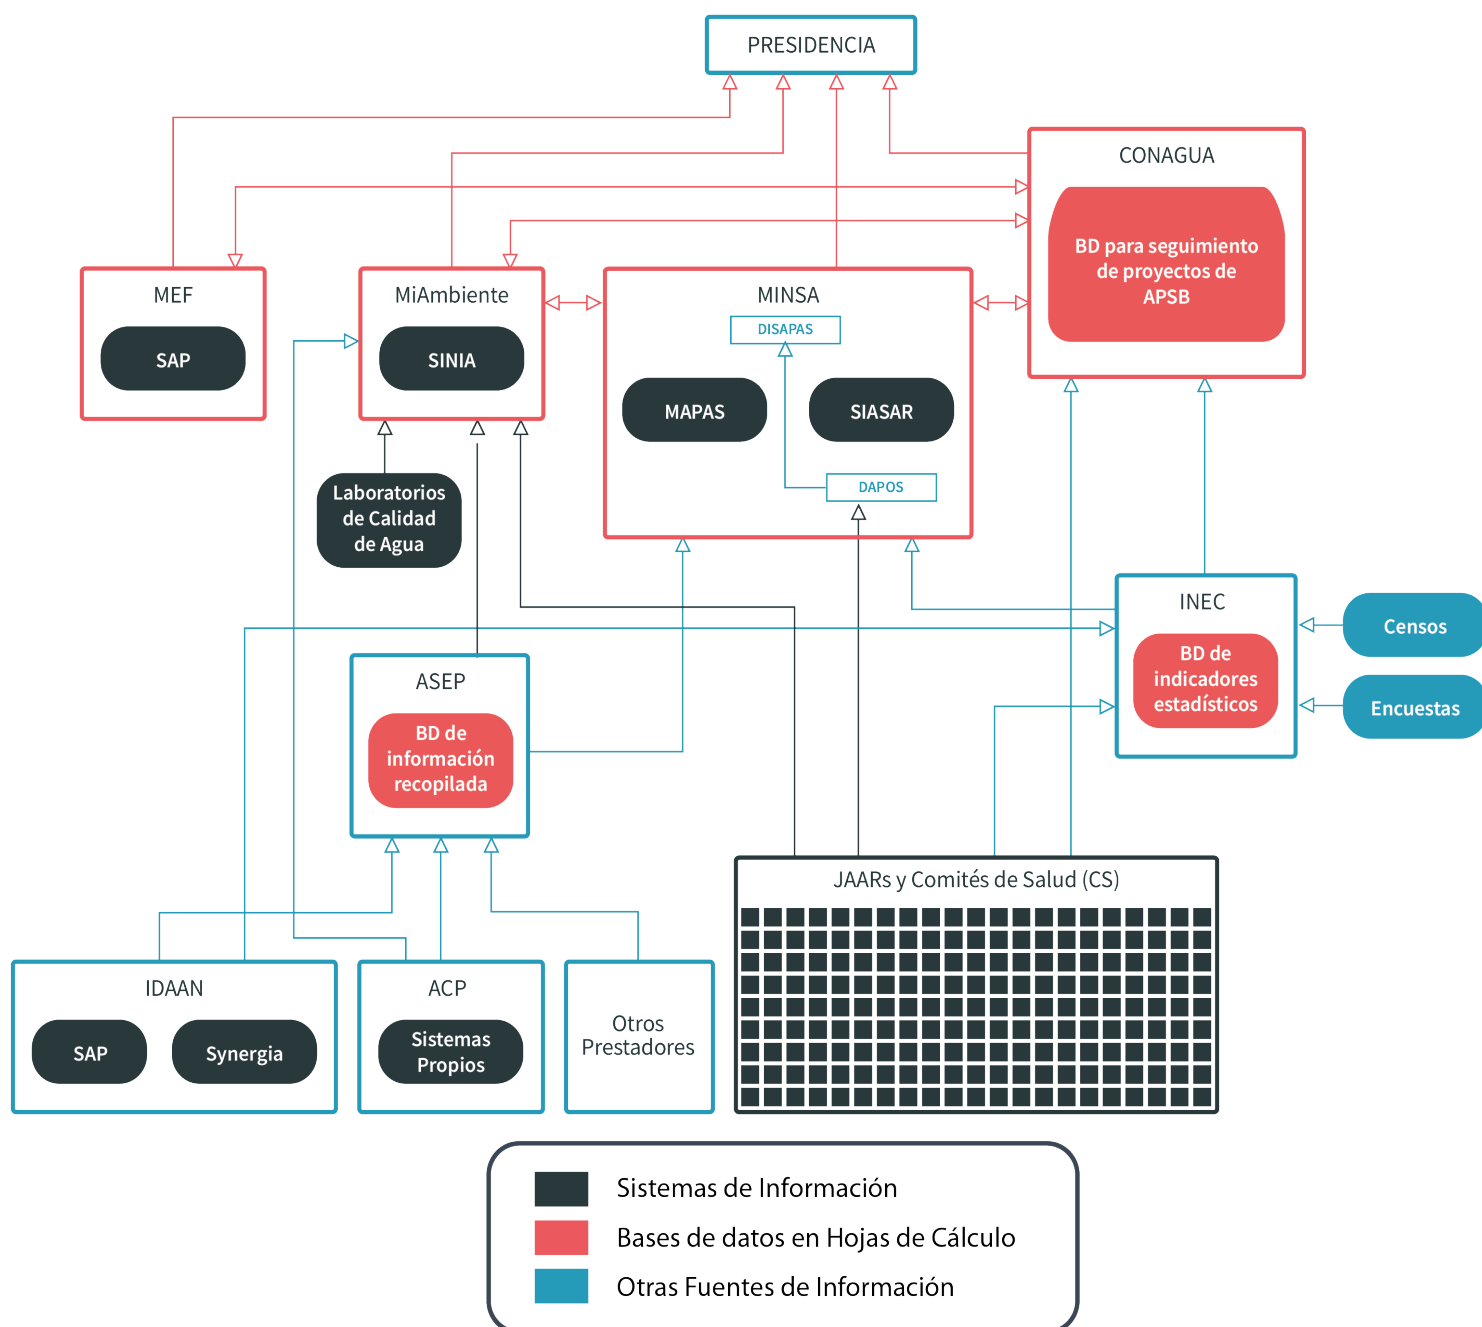 PRESIDENCIA
CONAGUA
BD para seguimiento
de proyectos de
APSB
MEF
SAP
MiAmbiente
SINIA
MINSA
DISAPAS
MAPAS
SIASAR
DAPOS
Laboratorios
de Calidad
de Agua
INEC
BD de
indicadores
estadísticos
Censos
Encuestas
ASEP
BD de
información
recopilada
JAARs y Comités de Salud (CS)
IDAAN
SAP
Synergia
ACP
Sistemas
Propios
Otros
Prestadores
Sistemas de Información
Bases de datos en Hojas de Cálculo
Otras Fuentes de Información